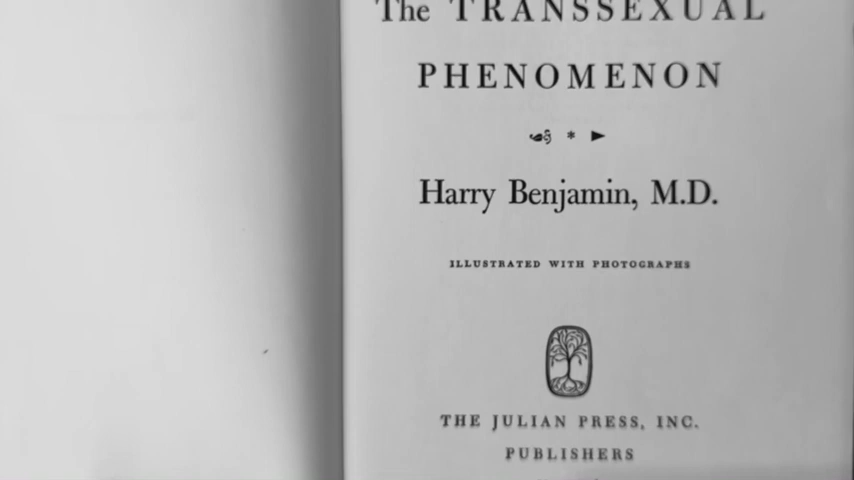 The TRANSSEXUAL
PHENOMENON
Harry Benjamin, M.D.
ILLUSTRATED WITH PHOTOGRAPHS
THE JULIAN PRESS, INC.
PUBLISHERS